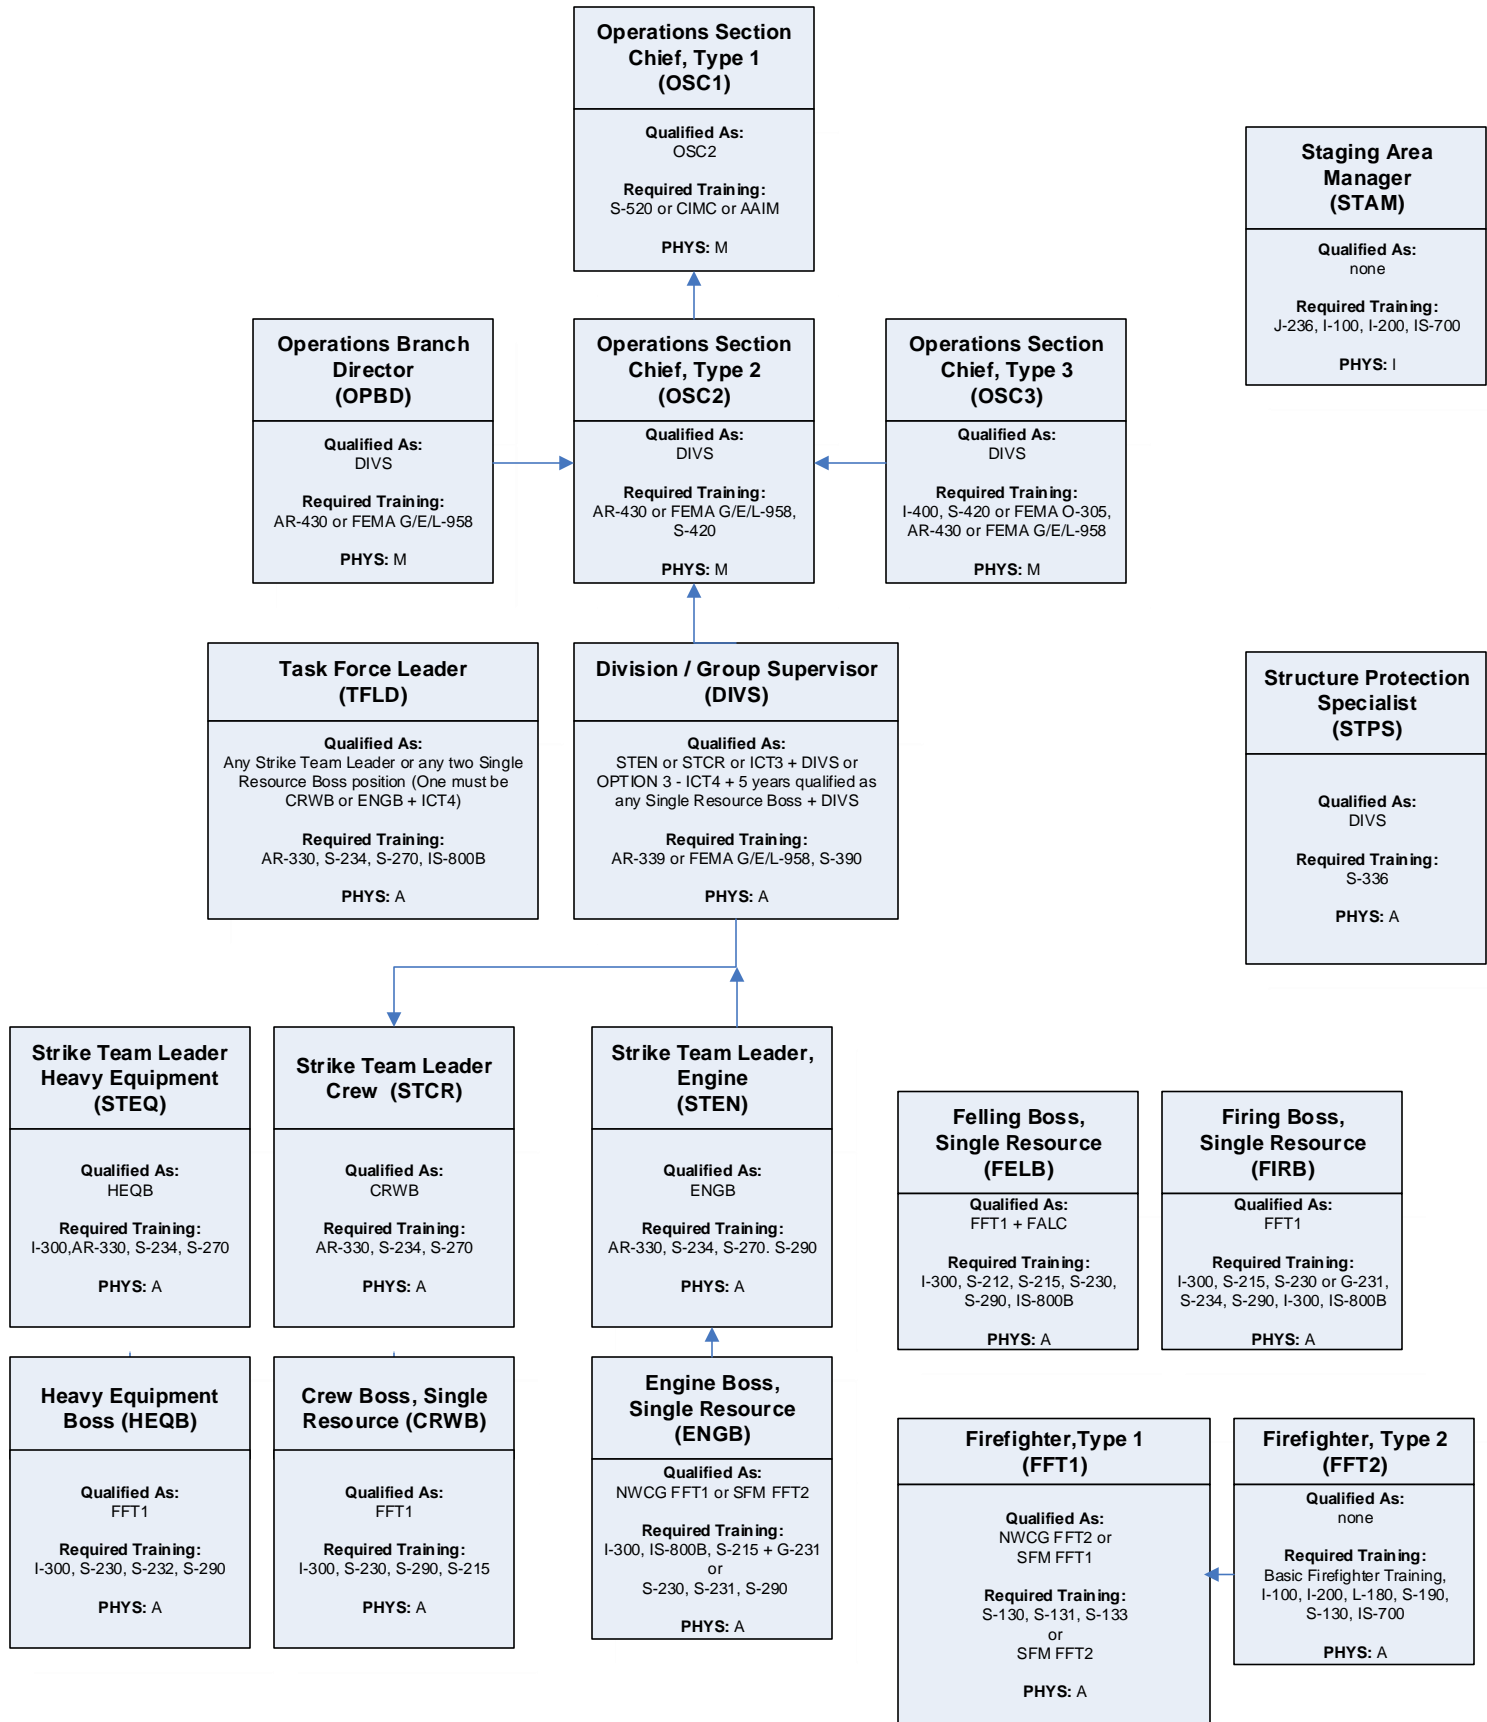 Operations Section
Chief, Type 1
(OSC1)
Qualified As:
OSC2
Required Training:
S-520 or CIMC or AAIM
PHYS: M
Staging Area
Manager
(STAM)
Qualified As:
none
Required Training:
J-236, I-100, I-200, IS-700
PHYS: I
Operations Branch
Director
(OPBD)
Qualified As:
DIVS
Required Training:
AR-430 or FEMA G/E/L-958
PHYS: M
Operations Section
Chief, Type 2
(OSC2)
Qualified As:
DIVS
Required Training:
AR-430 or FEMA G/E/L-958,
S-420
PHYS: M
Operations Section
Chief, Type 3
(OSC3)
Qualified As:
DIVS
Required Training:
I-400, S-420 or FEMA O-305,
AR-430 or FEMA G/E/L-958
PHYS: M
Task Force Leader
(TFLD)
Qualified As:
Any Strike Team Leader or any two Single
Resource Boss position (One must be
CRWB or ENGB + ICT4)
Required Training:
AR-330, S-234, S-270, IS-800B
PHYS: A
Division / Group Supervisor
(DIVS)
Qualified As:
STEN or STCR or ICT3 + DIVS or
OPTION 3 - ICT4 + 5 years qualified as
any Single Resource Boss + DIVS
Required Training:
AR-339 or FEMA G/E/L-958, S-390
PHYS: A
Structure Protection
Specialist
(STPS)
Qualified As:
DIVS
Required Training:
S-336
PHYS: A
Strike Team Leader
Heavy Equipment
(STEQ)
Qualified As:
HEQB
Required Training:
I-300,AR-330, S-234, S-270
PHYS: A
Strike Team Leader
Crew (STCR)
Qualified As:
CRWB
Required Training:
AR-330, S-234, S-270
PHYS: A
Strike Team Leader,
Engine
(STEN)
Qualified As:
ENGB
Required Training:
AR-330, S-234, S-270. S-290
PHYS: A
Felling Boss,
Single Resource
(FELB)
Qualified As:
FFT1 + FALC
Required Training:
I-300, S-212, S-215, S-230,
S-290, IS-800B
PHYS: A
Firing Boss,
Single Resource
(FIRB)
Qualified As:
FFT1
Required Training:
I-300, S-215, S-230 or G-231,
S-234, S-290, I-300, IS-800B
PHYS: A
Heavy Equipment
Boss (HEQB)
Qualified As:
FFT1
Required Training:
I-300, S-230, S-232, S-290
PHYS: A
Crew Boss, Single
Resource (CRWB)
Qualified As:
FFT1
Required Training:
I-300, S-230, S-290, S-215
PHYS: A
Engine Boss,
Single Resource
(ENGB)
Qualified As:
NWCG FFT1 or SFM FFT2
Required Training:
I-300, IS-800B, S-215 + G-231
or
S-230, S-231, S-290
PHYS: A
Firefighter,Type 1
(FFT1)
Qualified As:
NWCG FFT2 or
SFM FFT1
Required Training:
S-130, S-131, S-133
or
SFM FFT2
PHYS: A
Firefighter, Type 2
(FFT2)
Qualified As:
none
Required Training:
Basic Firefighter Training,
I-100, I-200, L-180, S-190,
S-130, IS-700
PHYS: A